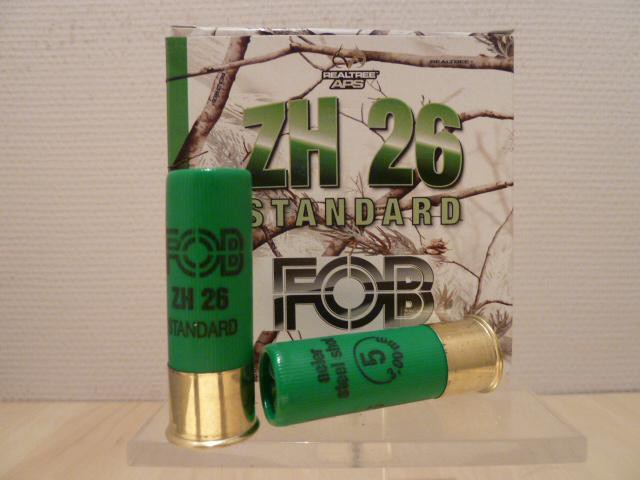 REALTREE
APS
REALTREE
ZH 26
STANDARD
FOB
FOB
ZH 26
STANDARD
acier
steel shot
5